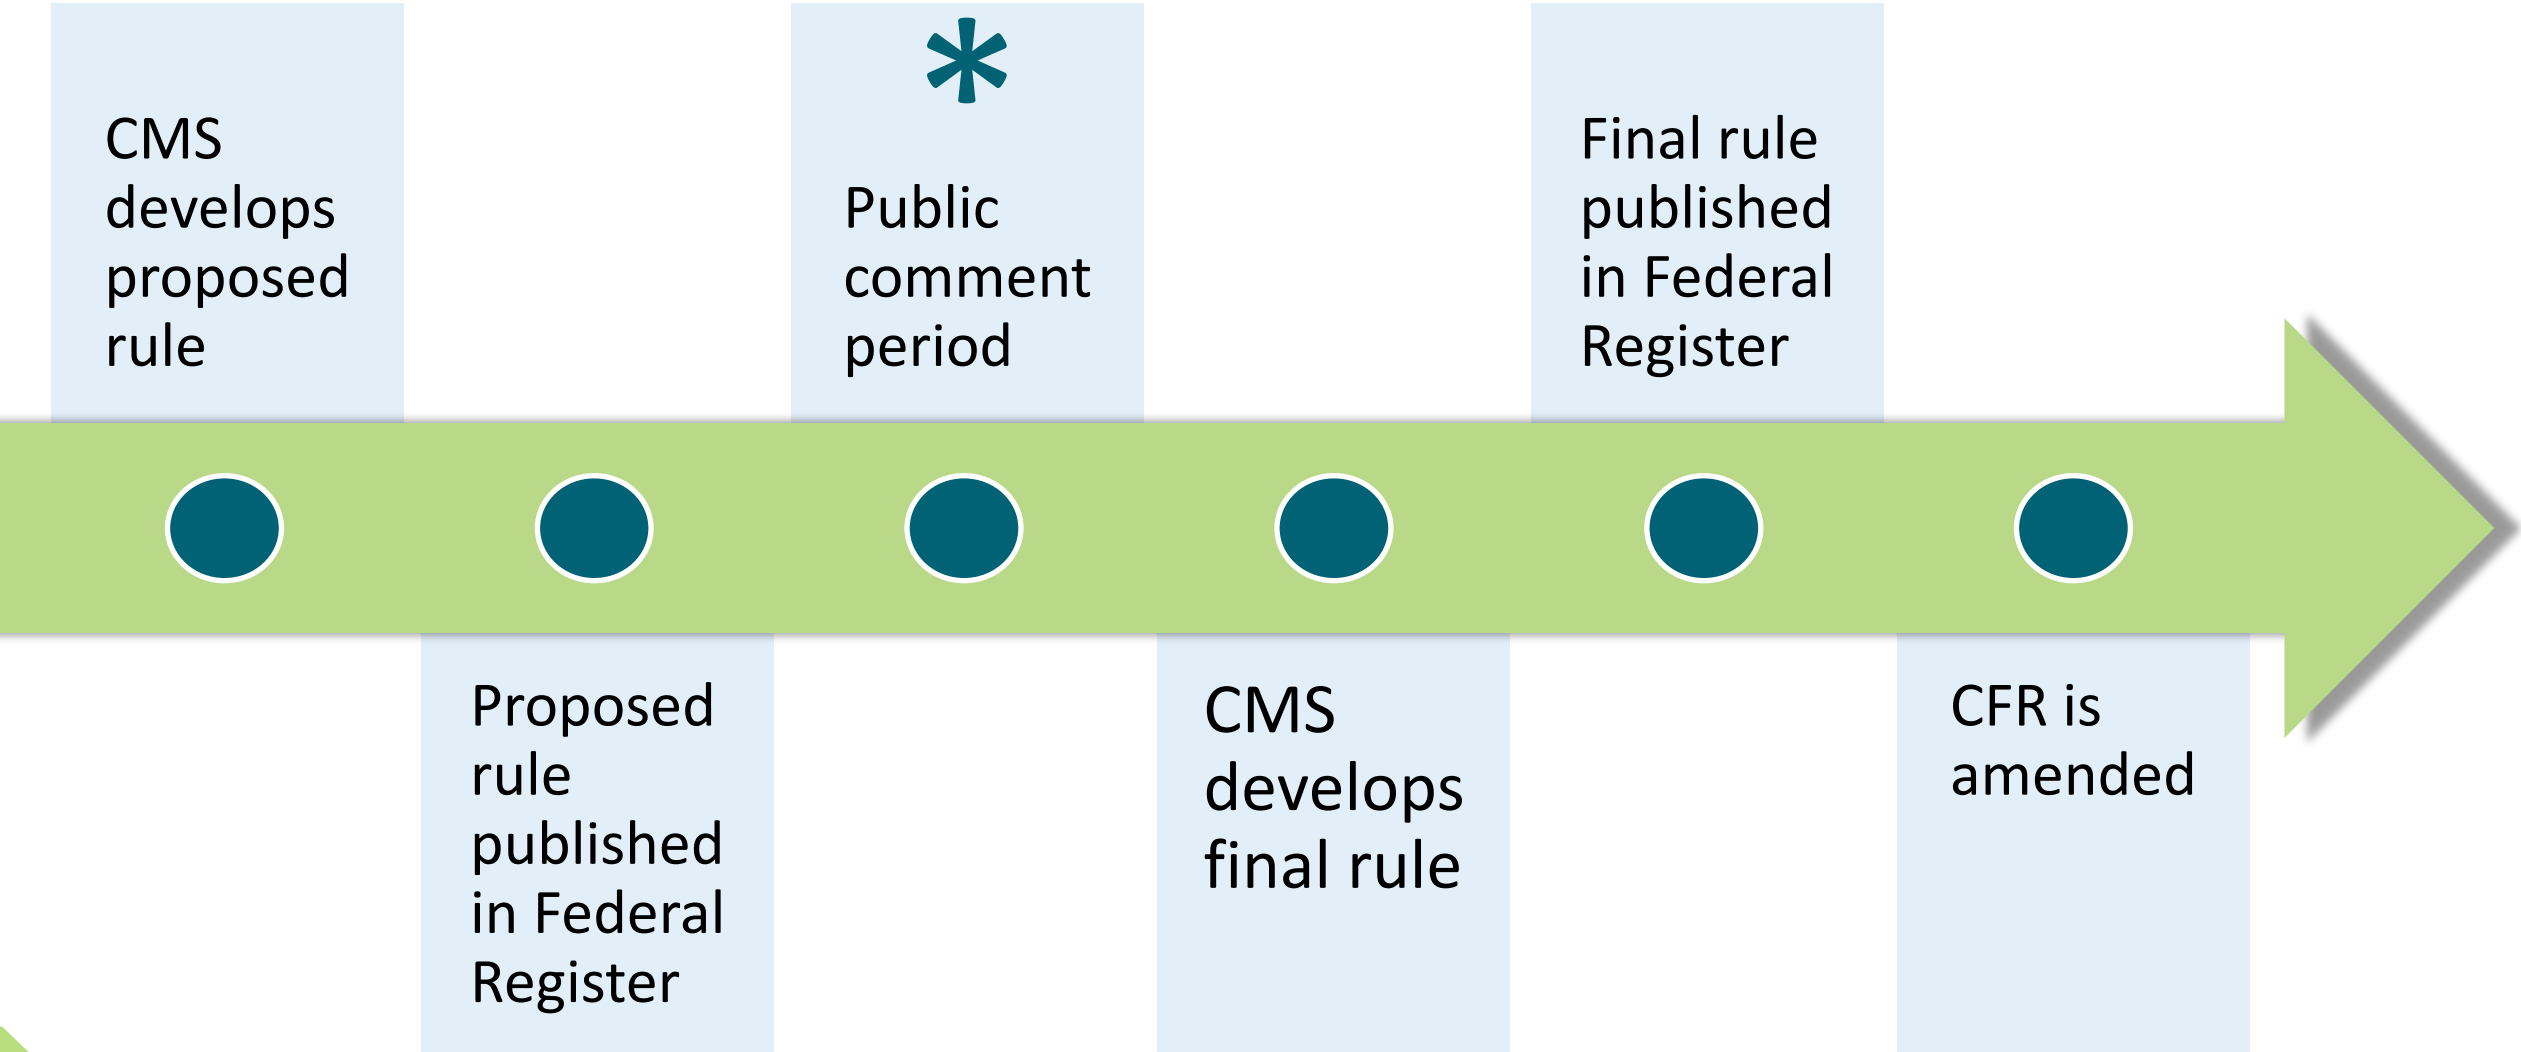 CMS
develops
proposed
rule
Proposed
rule
published
in Federal
Register
*
Public
comment
period
CMS
develops
final rule
Final rule
published
in Federal
Register
CFR is
amended